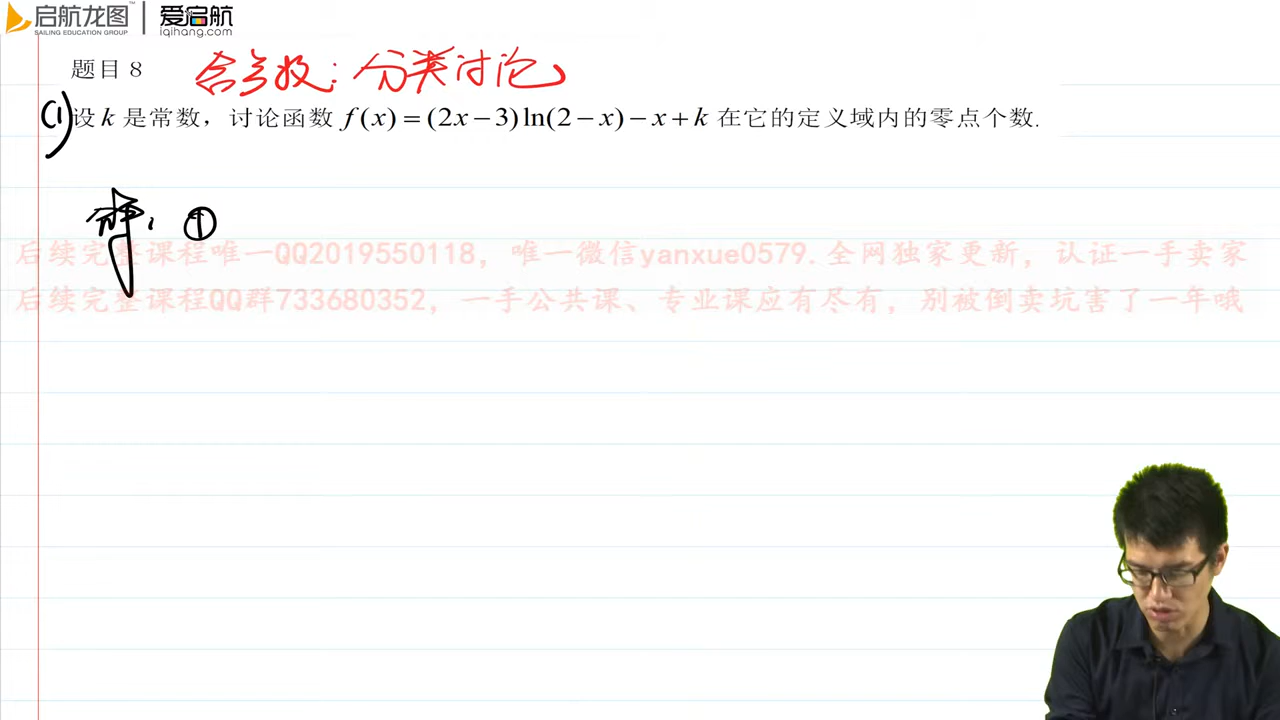 启航龙图 爱启航
SAILING EDUCATION GROUP iqihang.com
题目 8 含参数：分类讨论
(1) 设 k 是常数，讨论函数 f(x)=(2x−3)ln(2−x)−x+k 在它的定义域内的零点个数.
解: ①
后续完整课程唯一QQ2019550118，唯一微信yanxue0579.全网独家更新，认证一手卖家
后续完整课程QQ群733680352，一手公共课、专业课应有尽有，别被倒卖坑害了一年哦